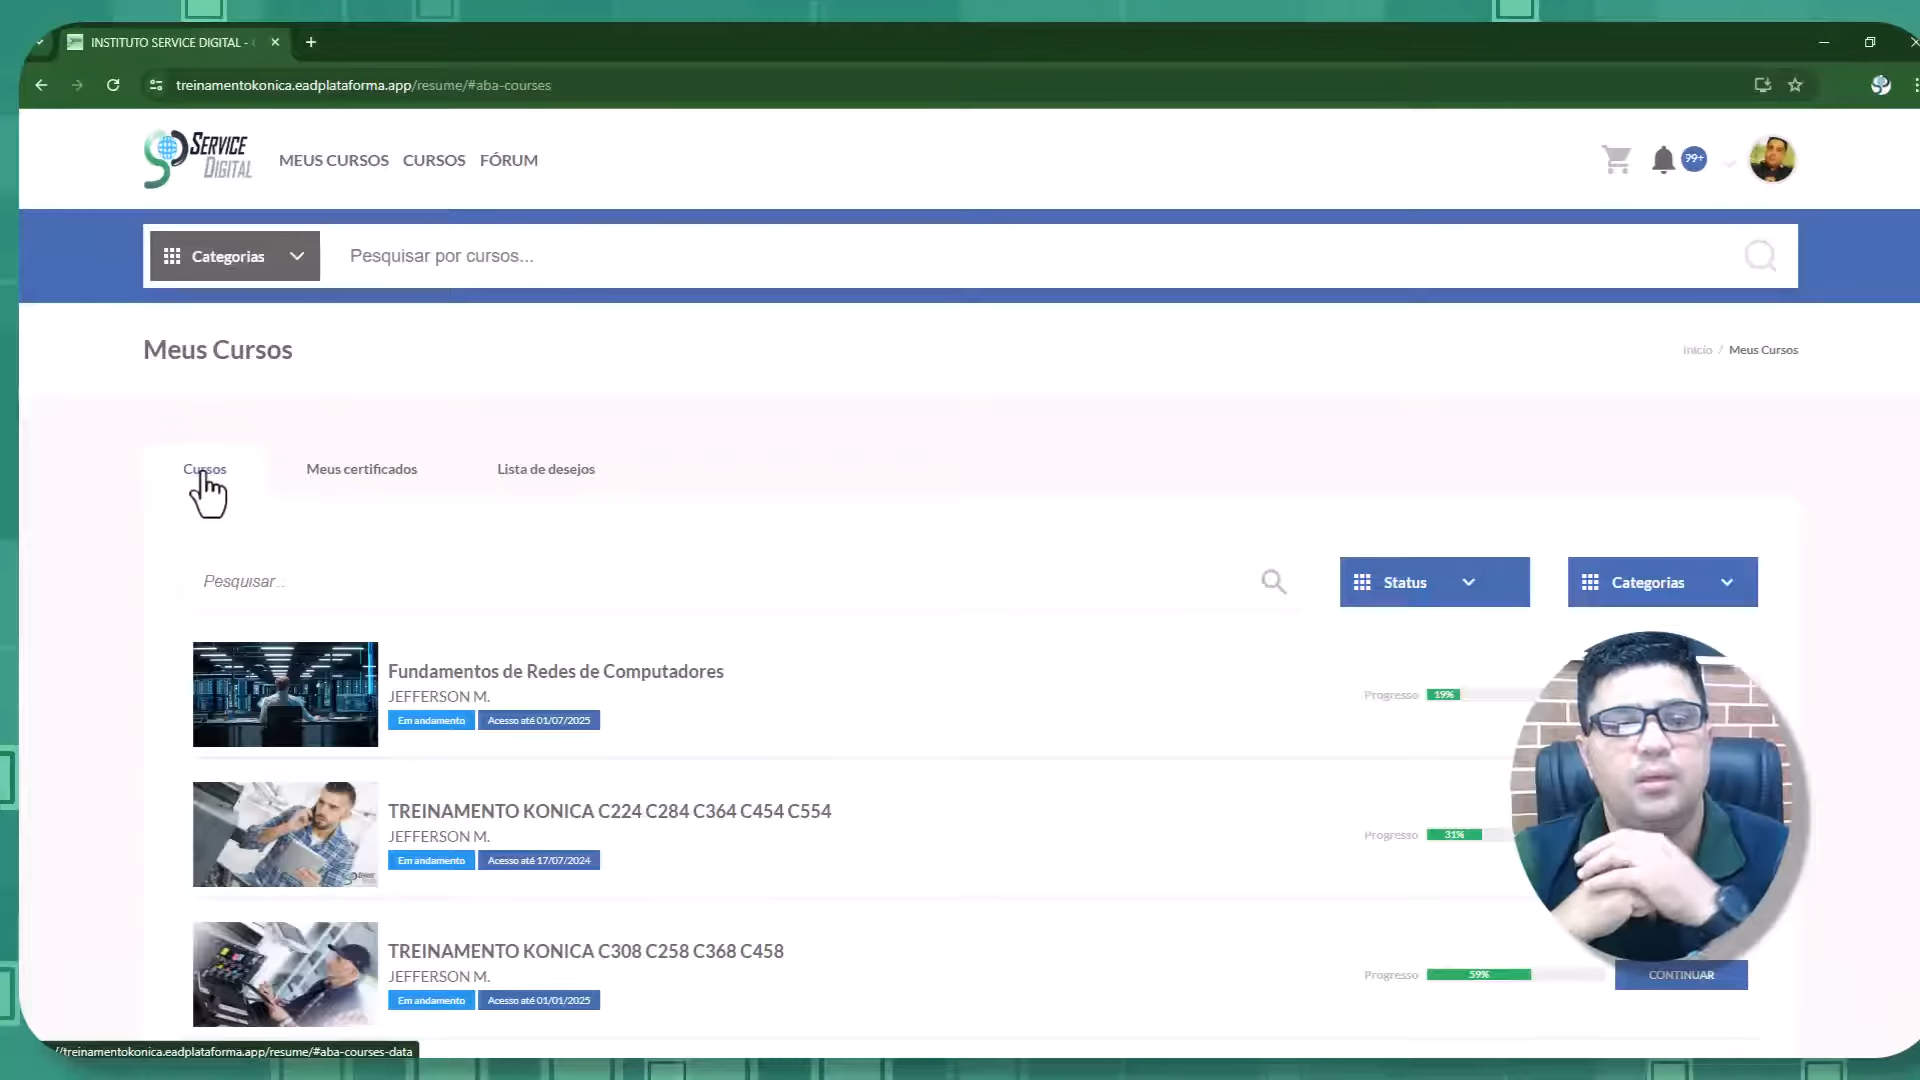 INSTITUTO SERVICE DIGITAL -
treinamentokonica.eadplataforma.app/resume/#aba-courses
SERVICE
DIGITAL
MEUS CURSOS CURSOS FÓRUM
99+
Categorias
Pesquisar por cursos...
Meus Cursos
Início / Meus Cursos
Cursos
Meus certificados
Lista de desejos
Pesquisar...
Status
Categorias
Fundamentos de Redes de Computadores
JEFFERSON M.
Em andamento
Acesso até 01/07/2025
Progresso 19%
TREINAMENTO KONICA C224 C284 C364 C454 C554
JEFFERSON M.
Em andamento
Acesso até 17/07/2024
Progresso 31%
TREINAMENTO KONICA C308 C258 C368 C458
JEFFERSON M.
Em andamento
Acesso até 01/01/2025
Progresso 59%
CONTINUAR
//treinamentokonica.eadplataforma.app/resume/#aba-courses-data